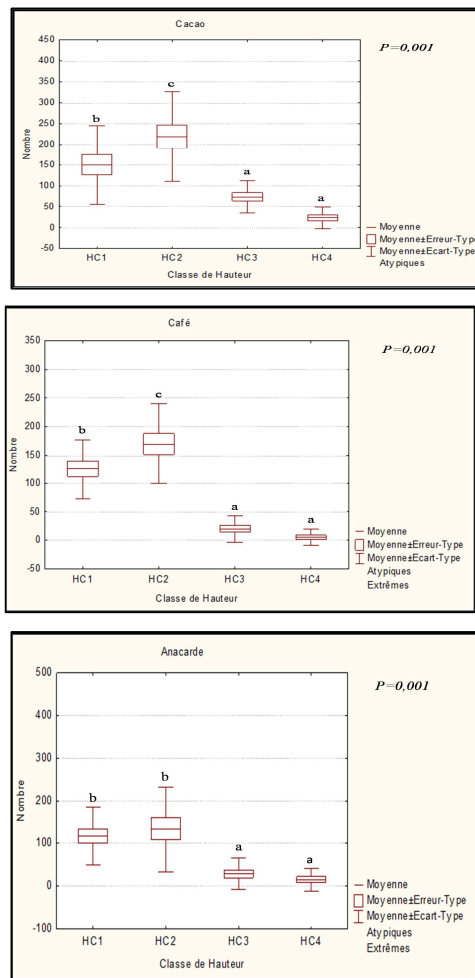 Cacao
P=0,001
450
400
350
300
250
200
150
100
50
0
-50
Nombre
b
c
a
a
HC1 HC2 HC3 HC4
Classe de Hauteur
Moyenne
Moyenne±Erreur-Type
Moyenne±Ecart-Type
Atypiques
Café
P=0,001
350
300
250
200
150
100
50
0
-50
Nombre
b
c
a
a
HC1 HC2 HC3 HC4
Classe de Hauteur
Moyenne
Moyenne±Erreur-Type
Moyenne±Ecart-Type
Atypiques
Extrêmes
Anacarde
P=0,001
500
400
300
200
100
0
-100
Nombre
b
b
a
a
HC1 HC2 HC3 HC4
Classe de Hauteur
Moyenne
Moyenne±Erreur-Type
Moyenne±Ecart-Type
Atypiques
Extrêmes